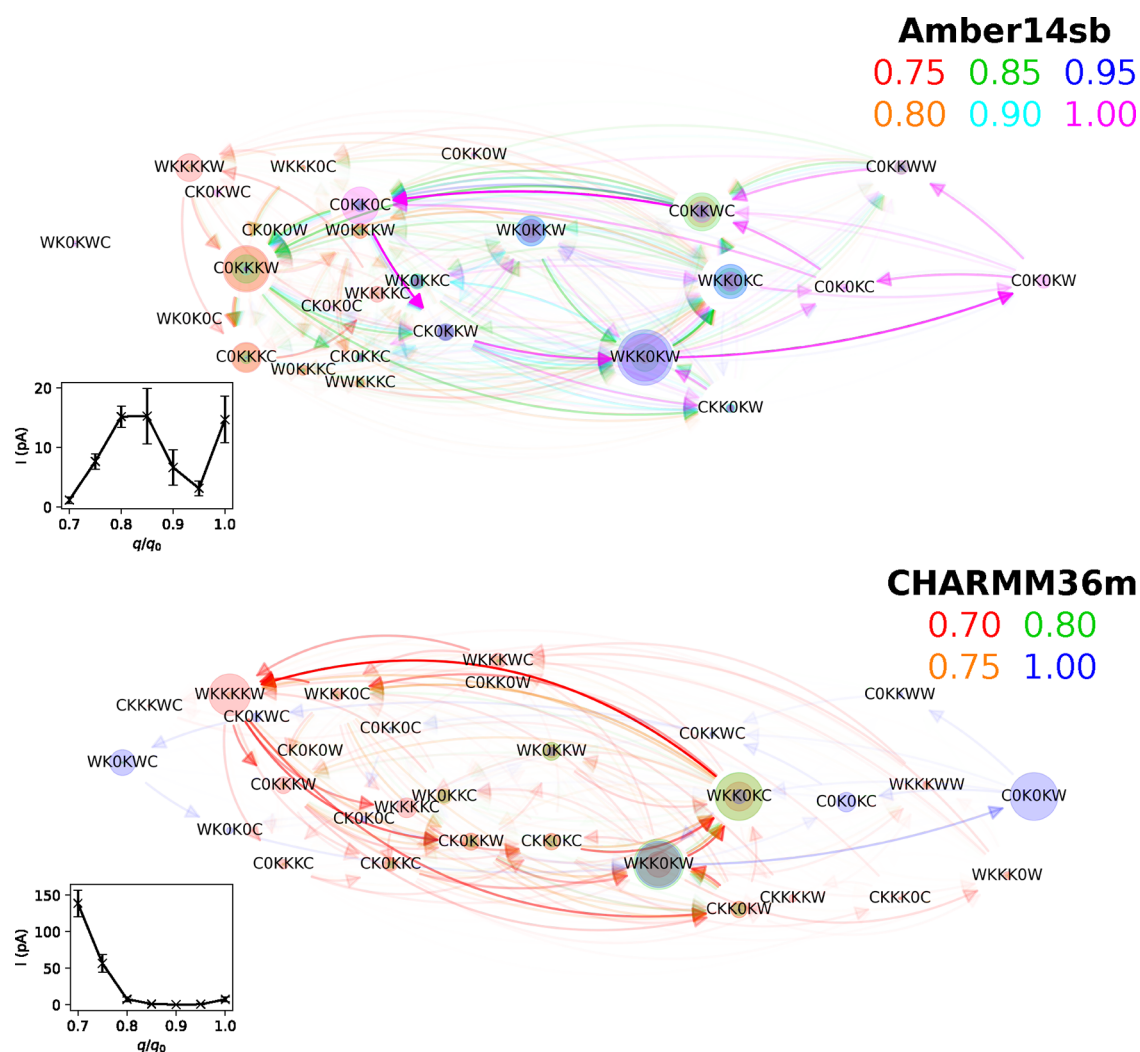 Amber14sb
0.75 0.85 0.95
0.80 0.90 1.00
C0KK0W
WKKKKW WKKK0C C0KKWW
CK0KWC
C0KK0C C0KKWC
CK0K0W W0KKKW WK0KKW
WK0KWC
C0KKKW
WK0KKC WKK0KC C0K0KC C0K0KW
WKKKKC
CK0K0C
WK0K0C
CK0KKW
C0KKKC CK0KKC WKK0KW
W0KKKC
WWKKKC
CKK0KW
20
10
0
I (pA)
0.7 0.8 0.9 1.0
q/q0
CHARMM36m
0.70 0.80
0.75 1.00
WKKKWC
C0KK0W
WKKKKW WKKK0C C0KKWW
CKKKWC
CK0KWC
C0KK0C C0KKWC
CK0K0W WK0KKW
WK0KWC
C0KKKW WKKKWW
WK0KKC WKK0KC C0K0KC C0K0KW
WKKKKC
CK0K0C
WK0K0C
CK0KKW CKK0KC
C0KKKC CK0KKC WKK0KW
WKKK0W
CKKKKW CKKK0C
CKK0KW
150
100
50
0
I (pA)
0.7 0.8 0.9 1.0
q/q0